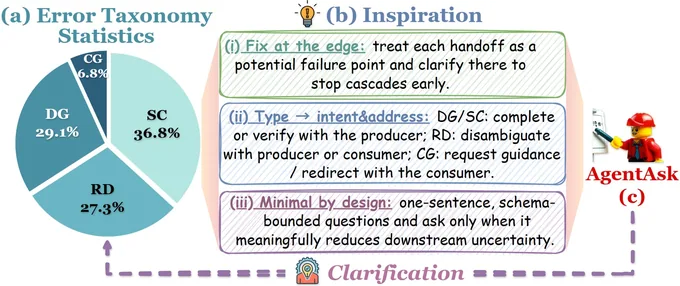 (a) Error Taxonomy
Statistics
CG
6.8%
DG
29.1%
SC
36.8%
RD
27.3%
(b) Inspiration
(i) Fix at the edge: treat each handoff as a
potential failure point and clarify there to
stop cascades early.
(ii) Type → intent&address: DG/SC: complete
or verify with the producer; RD: disambiguate
with producer or consumer; CG: request guidance
/ redirect with the consumer.
(iii) Minimal by design: one-sentence, schema-
bounded questions and ask only when it
meaningfully reduces downstream uncertainty.
AgentAsk
(c)
Clarification